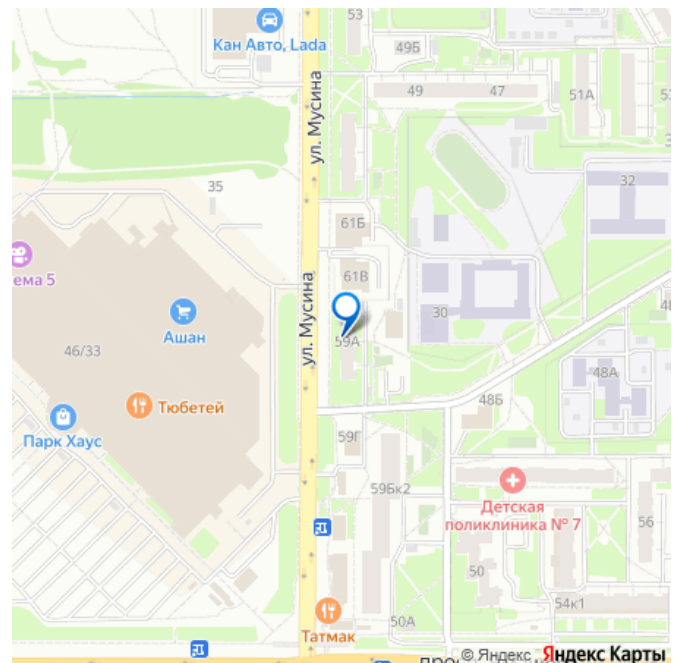 53
Кан Авто, Lada
49Б
ул. Мусина
49
47
51А
35
32
61Б
ема 5
61В
Ашан
ул. Мусина
30
59А
46/33
48А
Тюбетей
48Б
Парк Хаус
59Г
59Бк2
Детская
поликлиника № 7
56
50
54к1
50А
Татмак
© Яндекс Яндекс Карты